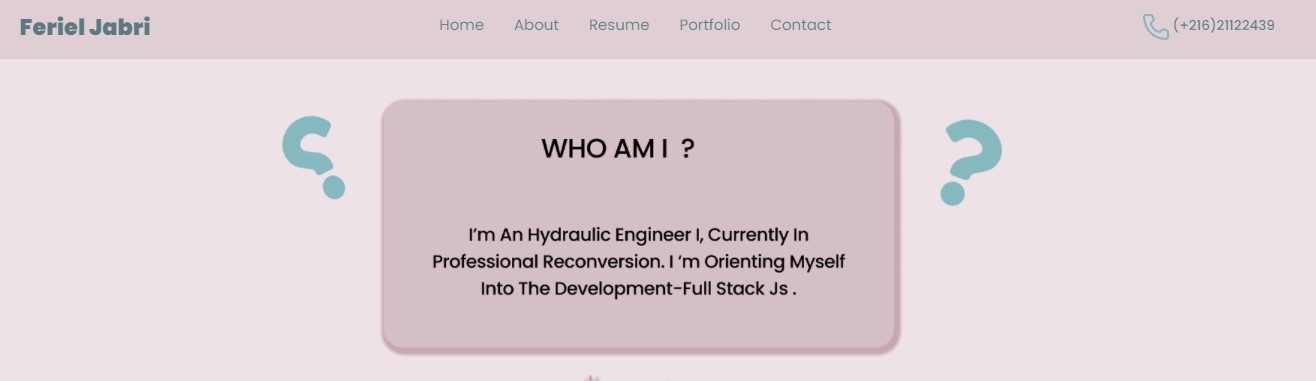 Feriel Jabri
Home About Resume Portfolio Contact
(+216)21122439
WHO AM I ?
I'm An Hydraulic Engineer I, Currently In
Professional Reconversion. I 'm Orienting Myself
Into The Development-Full Stack Js .
? ?